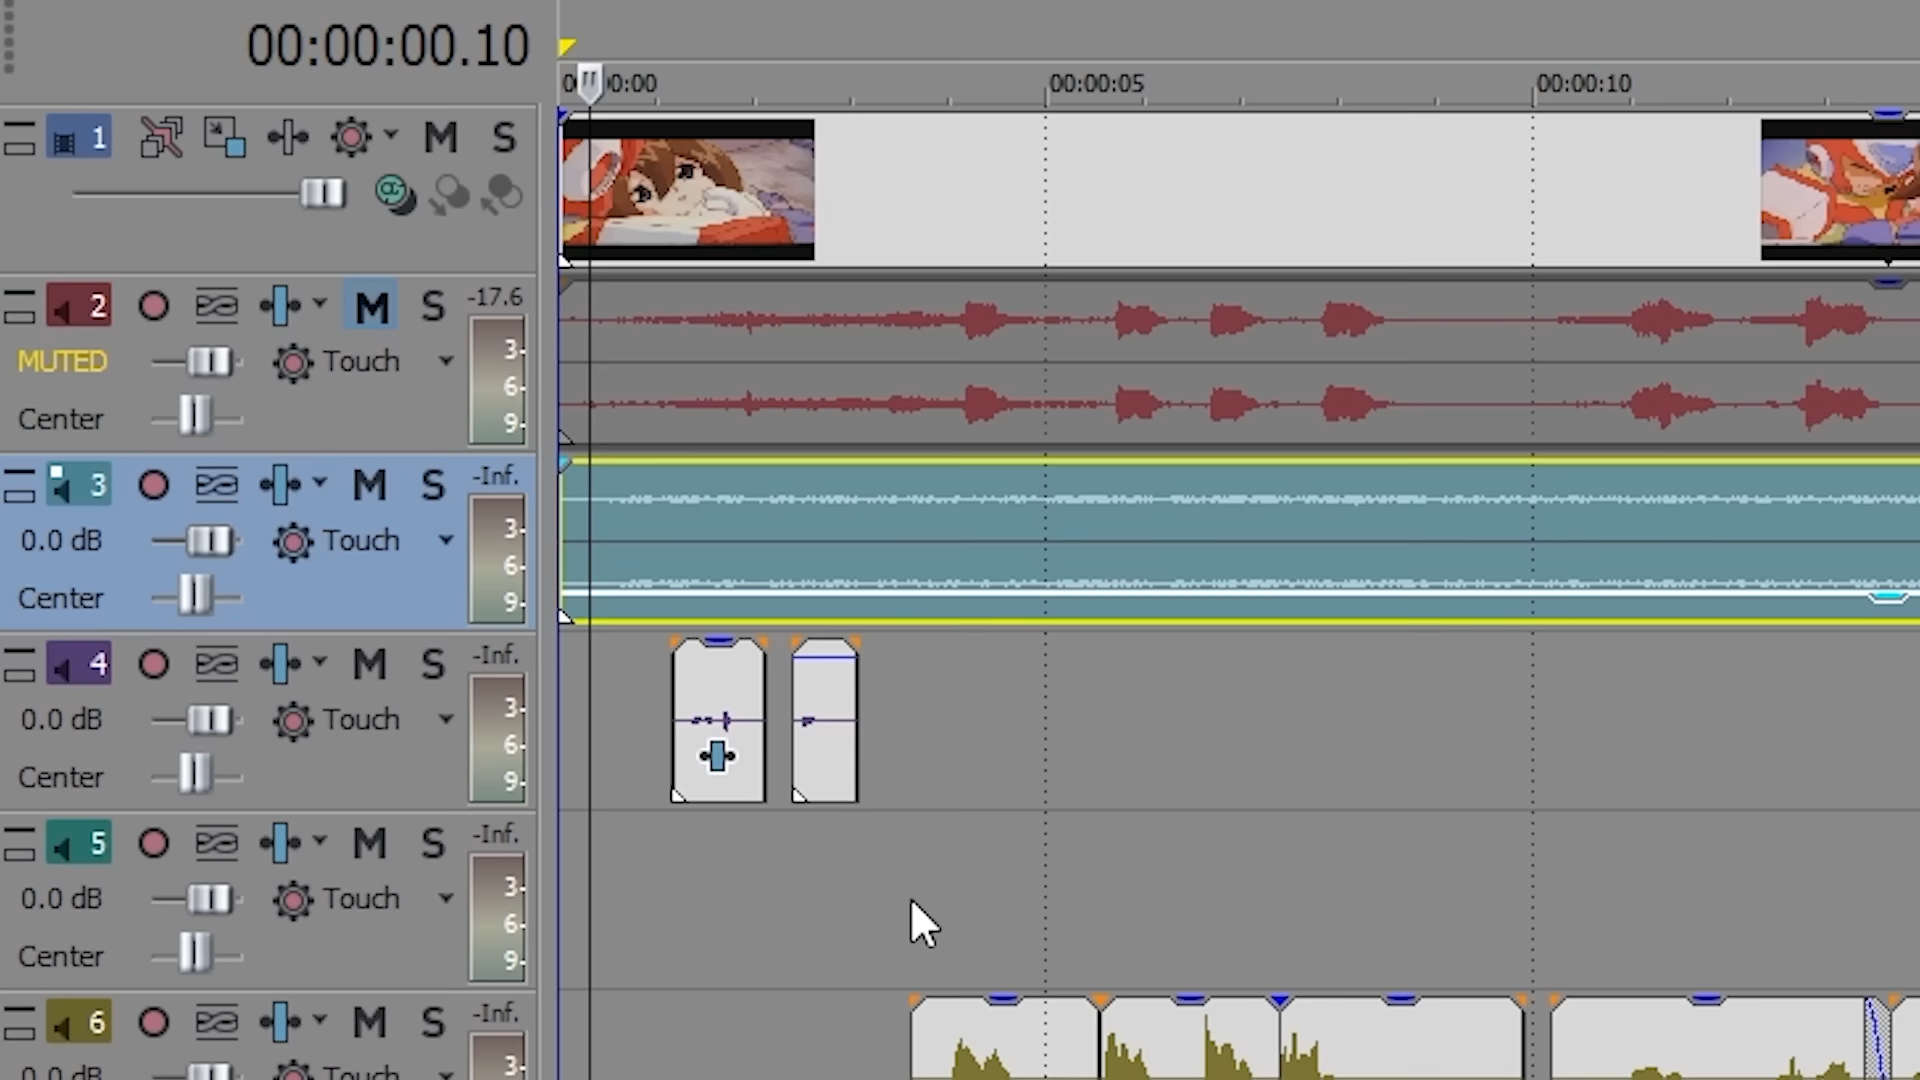 00:00:00.10
00:00:05
00:00:10
1 M S
2 M S -17.6
MUTED Touch 3-
6-
Center 9-
3 M S -Inf.
0.0 dB Touch 3-
6-
Center 9-
4 M S -Inf.
0.0 dB Touch 3-
6-
Center 9-
5 M S -Inf.
0.0 dB Touch 3-
6-
Center 9-
6 M S -Inf.
0.0 dB Touch 3-